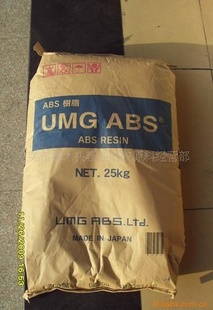 ABS 樹脂
UMG ABS®
ABS RESIN
NET. 25kg
UMG ABS, Ltd.
MADE IN JAPAN